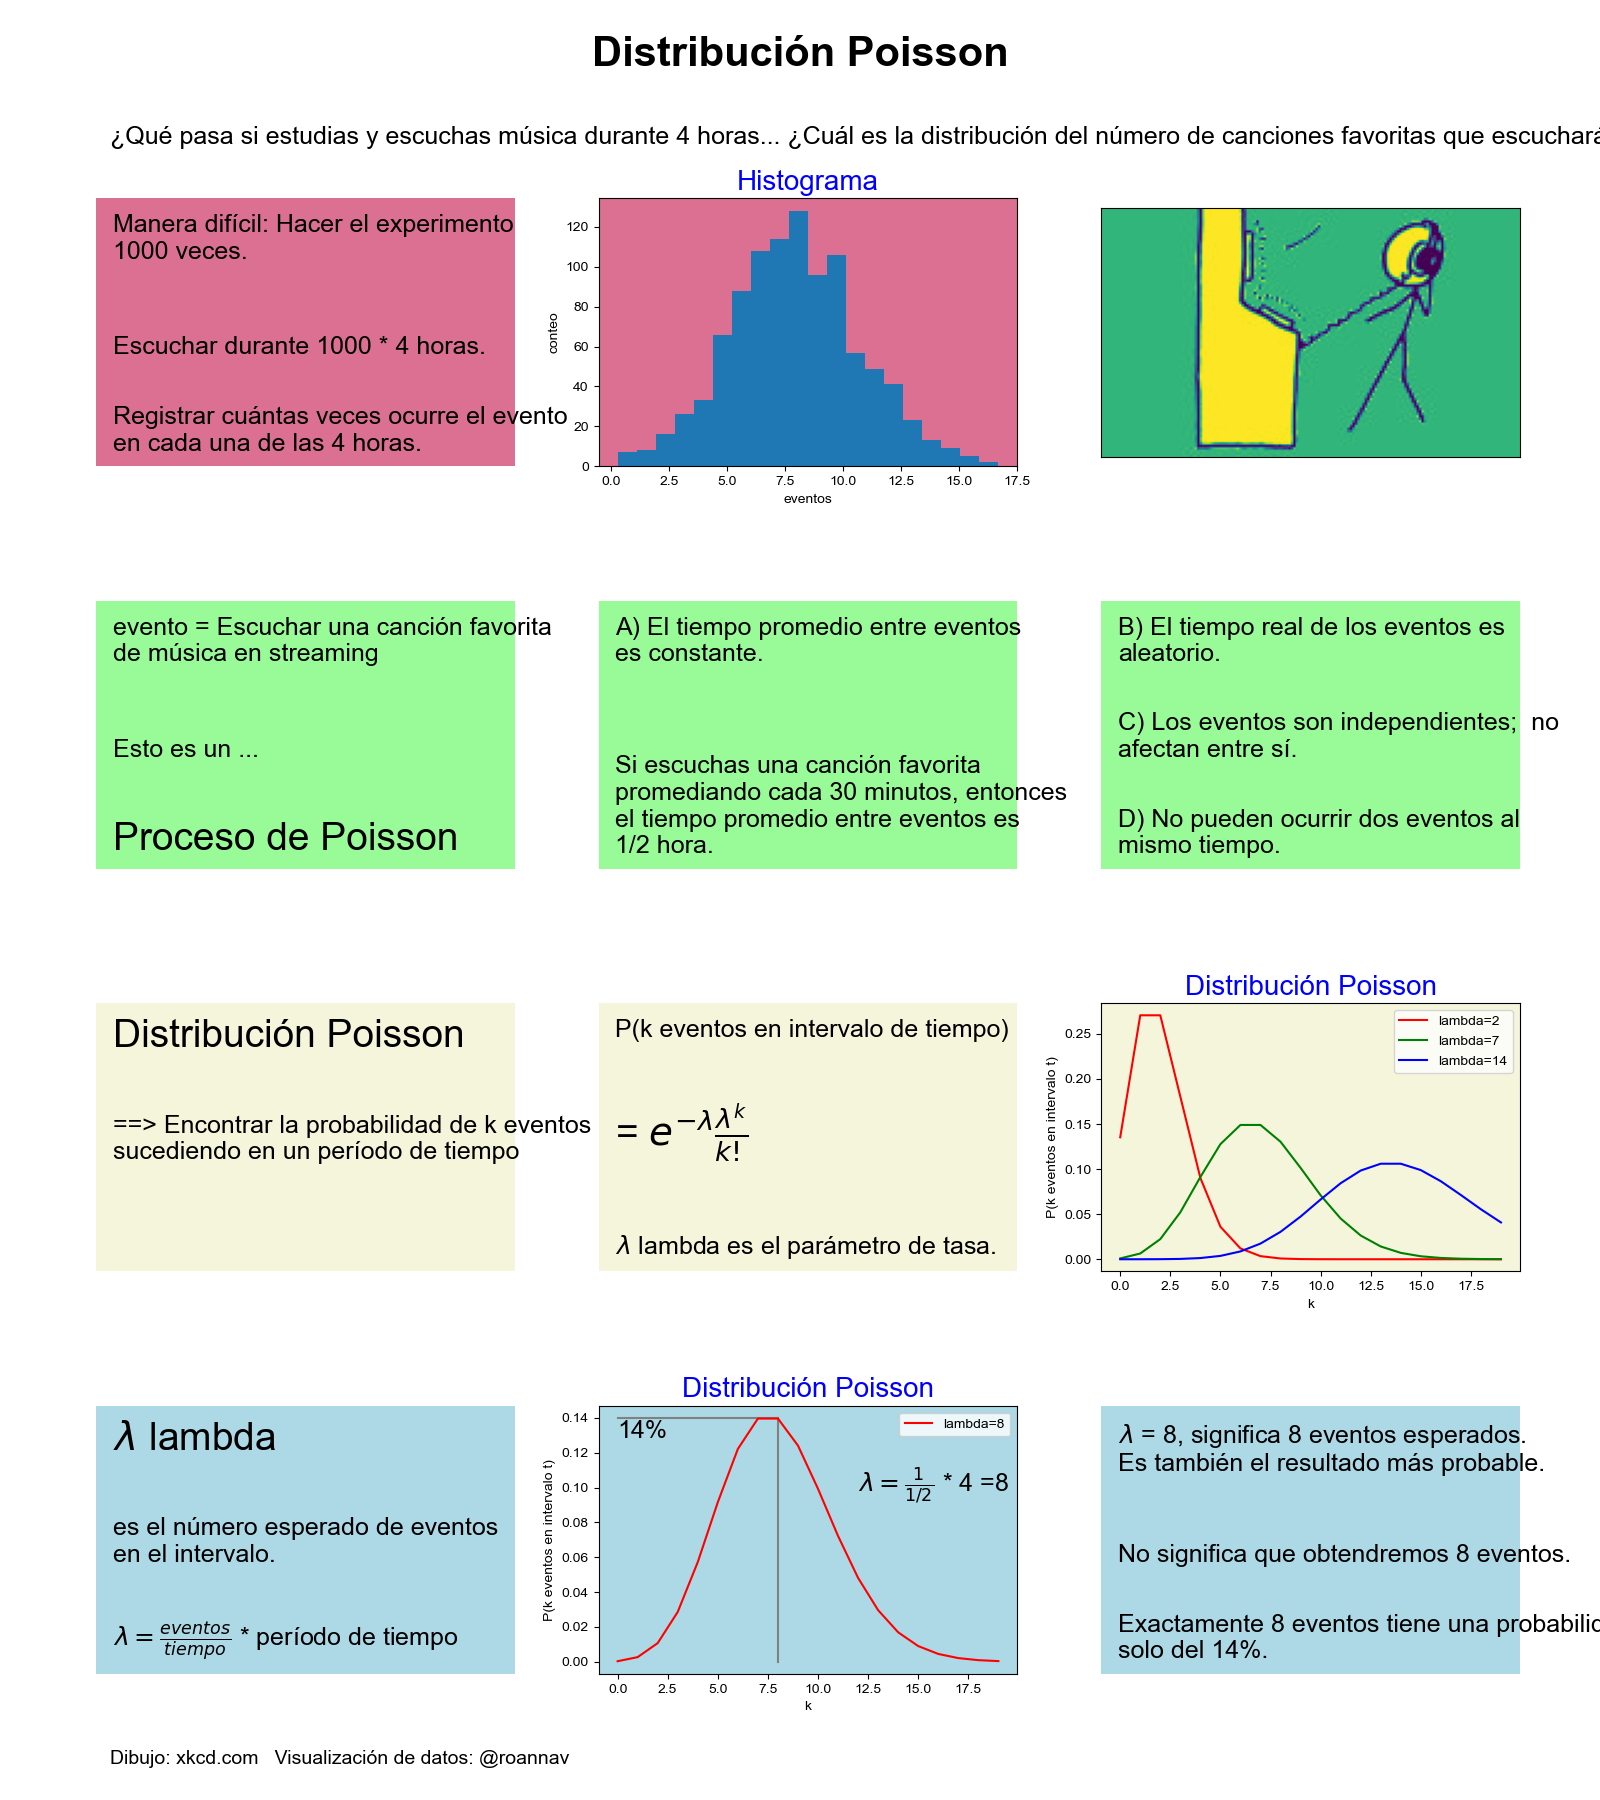 Distribución Poisson
¿Qué pasa si estudias y escuchas música durante 4 horas... ¿Cuál es la distribución del número de canciones favoritas que
Manera difícil: Hacer el experimento
1000 veces.
Escuchar durante 1000 * 4 horas.
Registrar cuántas veces ocurre el evento
en cada una de las 4 horas.
Histograma
conteo
120
100
80
60
40
20
0
0.0 2.5 5.0 7.5 10.0 12.5 15.0 17.5
eventos
evento = Escuchar una canción favorita
de música en streaming
Esto es un ...
Proceso de Poisson
A) El tiempo promedio entre eventos
es constante.
Si escuchas una canción favorita
promediando cada 30 minutos, entonces
el tiempo promedio entre eventos es
1/2 hora.
B) El tiempo real de los eventos es
aleatorio.
C) Los eventos son independientes;  no
afectan entre sí.
D) No pueden ocurrir dos eventos al
mismo tiempo.
Distribución Poisson
==> Encontrar la probabilidad de k eventos
sucediendo en un período de tiempo
P(k eventos en intervalo de tiempo)
= e^{-λ} λ^k / k!
λ lambda es el parámetro de tasa.
Distribución Poisson
P(k eventos en intervalo t)
0.25
0.20
0.15
0.10
0.05
0.00
lambda=2
lambda=7
lambda=14
0.0 2.5 5.0 7.5 10.0 12.5 15.0 17.5
k
λ lambda
es el número esperado de eventos
en el intervalo.
λ = eventos/tiempo * período de tiempo
Distribución Poisson
P(k eventos en intervalo t)
0.14
0.12
0.10
0.08
0.06
0.04
0.02
0.00
14%
lambda=8
λ = 1/1/2 * 4 =8
0.0 2.5 5.0 7.5 10.0 12.5 15.0 17.5
k
λ = 8, significa 8 eventos esperados.
Es también el resultado más probable.
No significa que obtendremos 8 eventos.
Exactamente 8 eventos tiene una
solo del 14%.
Dibujo: xkcd.com   Visualización de datos: @roannav